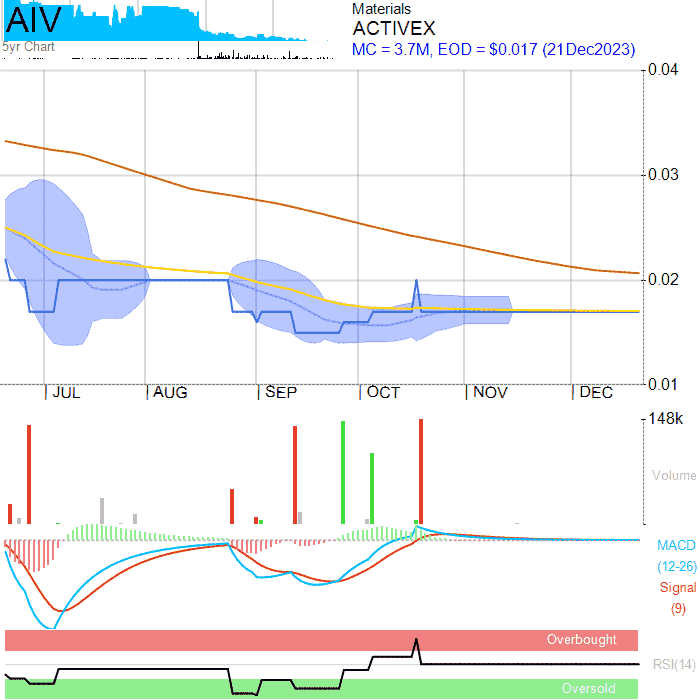 AIV
5yr Chart
Materials
ACTIVEX
MC = 3.7M, EOD = $0.017 (21Dec2023)
0.04
0.03
0.02
0.01
JUL AUG SEP OCT NOV DEC
148k
Volume
MACD
(12-26)
Signal
(9)
Overbought
RSI(14)
Oversold